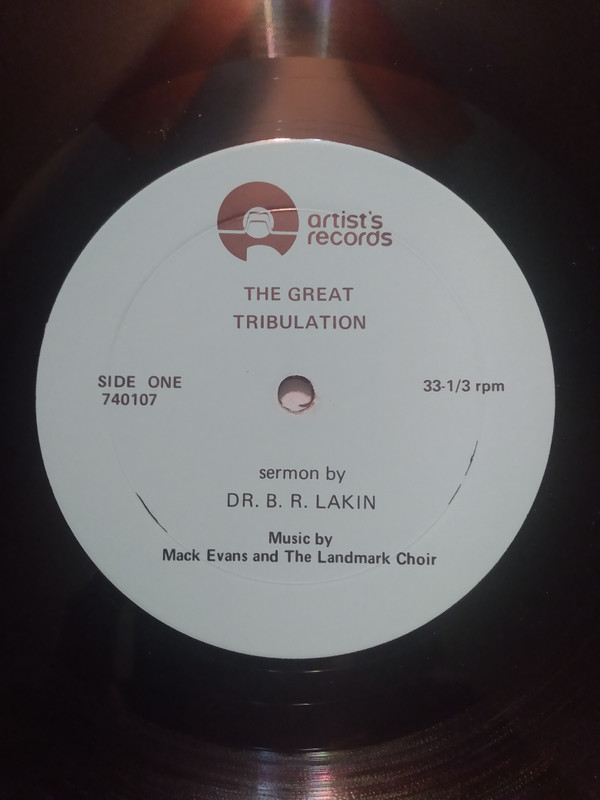 artist's
records
THE GREAT
TRIBULATION
SIDE ONE
740107
33-1/3 rpm
sermon by
DR. B. R. LAKIN
Music by
Mack Evans and The Landmark Choir